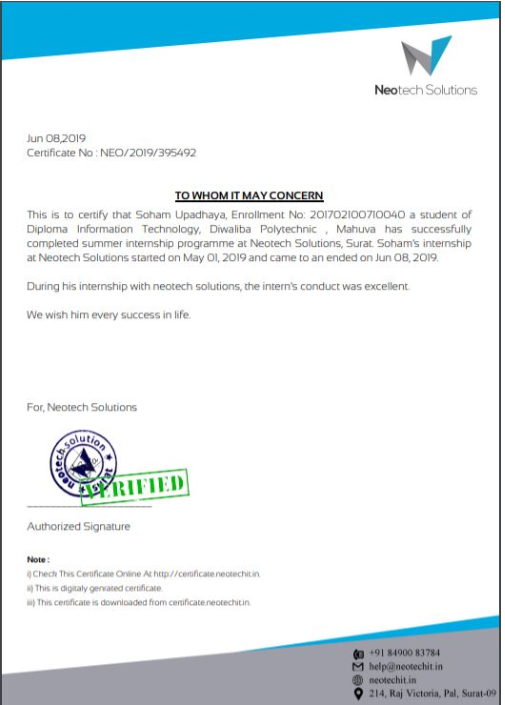 Neotech Solutions
Jun 08,2019
Certificate No : NEO/2019/395492
TO WHOM IT MAY CONCERN
This is to certify that Soham Upadhaya, Enrollment No: 201702100710040 a student of
Diploma Information Technology, Diwaliba Polytechnic , Mahuva has successfully
completed summer internship programme at Neotech Solutions, Surat. Soham's internship
at Neotech Solutions started on May 01, 2019 and came to an ended on Jun 08, 2019.
During his internship with neotech solutions, the intern's conduct was excellent.
We wish him every success in life.
For, Neotech Solutions
neotech solution
surat
VERIFIED
Authorized Signature
Note :
i) Check This Certificate Online At http://certificate.neotechit.in.
ii) This is digitaly genrated certificate.
iii) This certificate is downloaded from certificate.neotechit.in.
+91 84900 83784
help@neotechit.in
neotechit.in
214, Raj Victoria, Pal, Surat-09